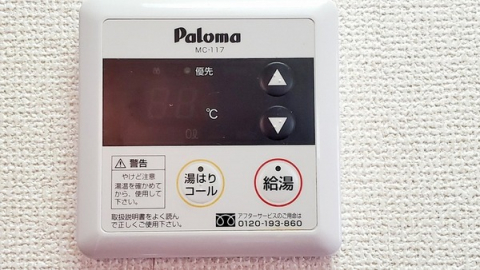 Paloma
MC-117
優先
℃
警告
やけど注意
湯温を確かめて
から、使用して
下さい。
取扱説明書をよく読ん
で正しくご使用下さい。
湯はり
コール
給湯
アフターサービスのご用命は
0120-193-860